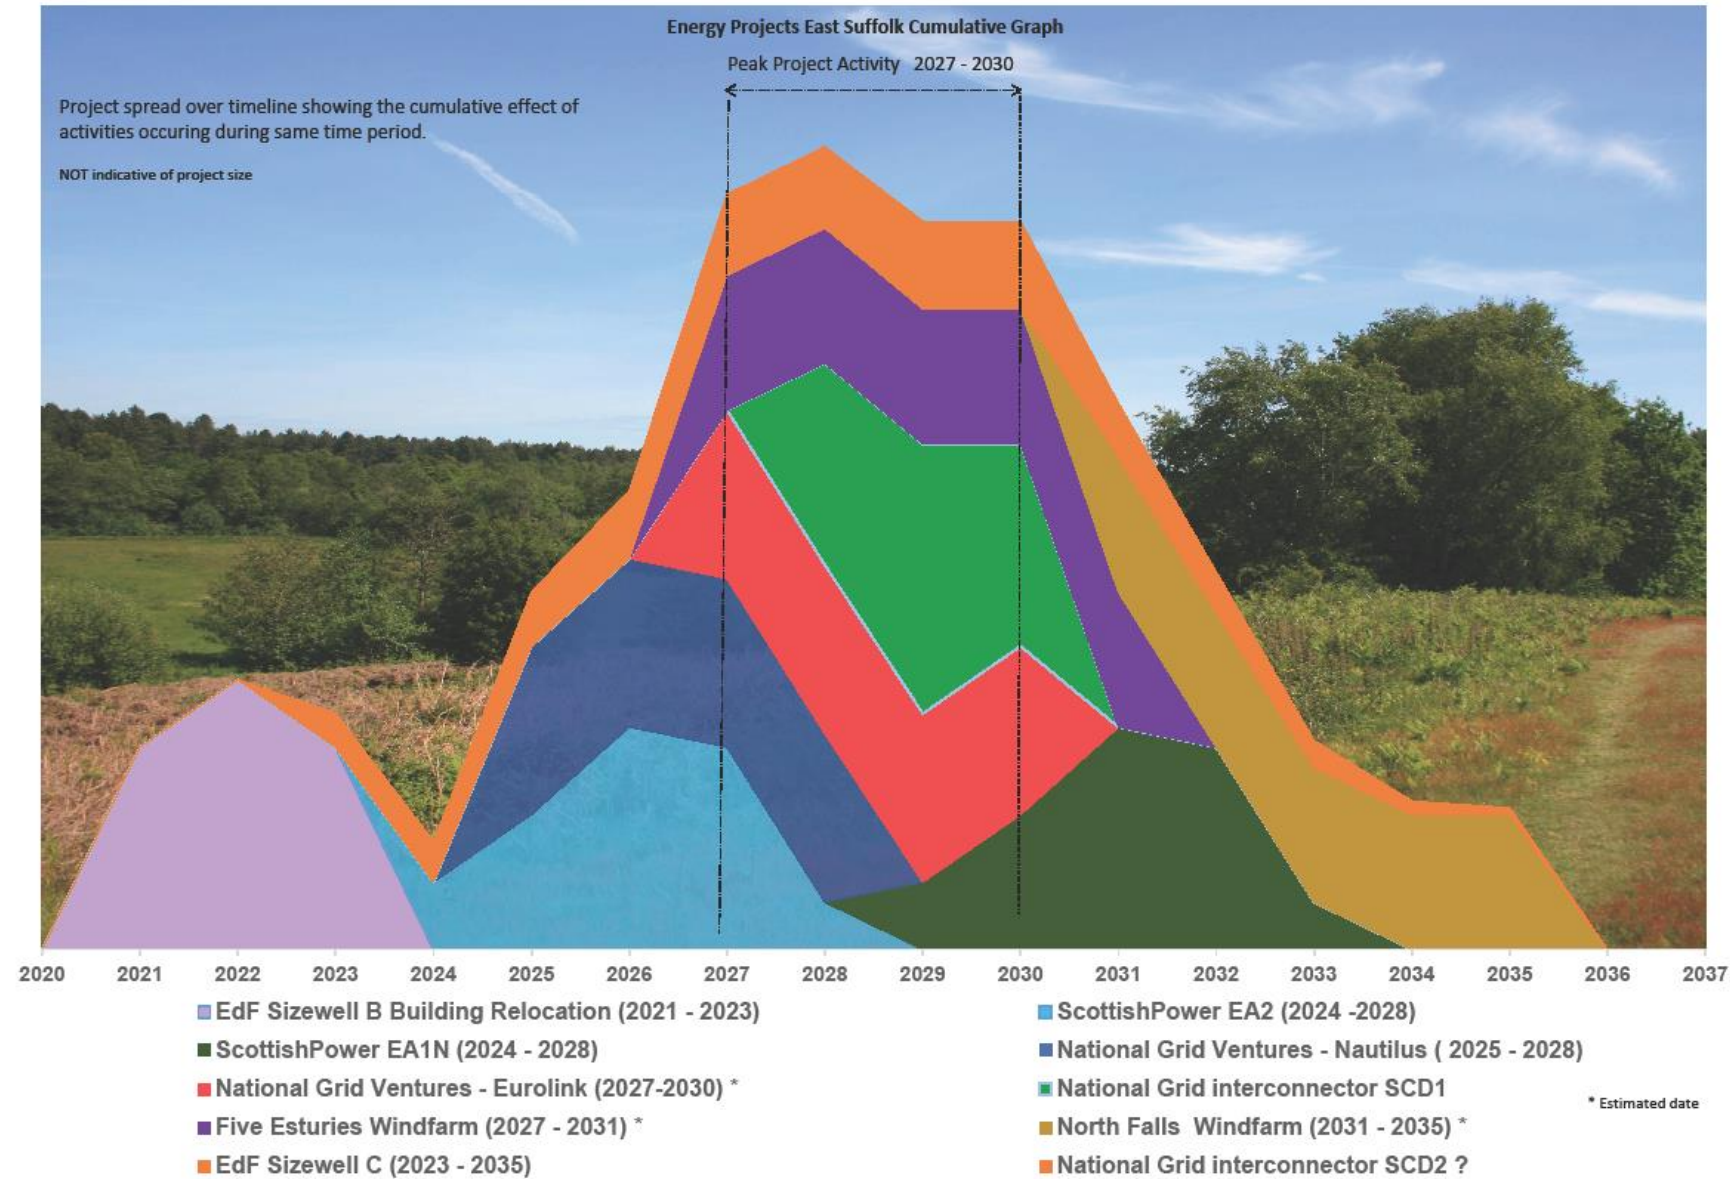 Energy Projects East Suffolk Cumulative Graph
Peak Project Activity 2027 - 2030
Project spread over timeline showing the cumulative effect of
activities occuring during same time period.
NOT indicative of project size
2020 2021 2022 2023 2024 2025 2026 2027 2028 2029 2030 2031 2032 2033 2034 2035 2036 2037
EdF Sizewell B Building Relocation (2021 - 2023)
ScottishPower EA2 (2024 -2028)
ScottishPower EA1N (2024 - 2028)
National Grid Ventures - Nautilus ( 2025 - 2028)
National Grid Ventures - Eurolink (2027-2030) *
National Grid interconnector SCD1
* Estimated date
Five Esturies Windfarm (2027 - 2031) *
North Falls Windfarm (2031 - 2035) *
EdF Sizewell C (2023 - 2035)
National Grid interconnector SCD2 ?